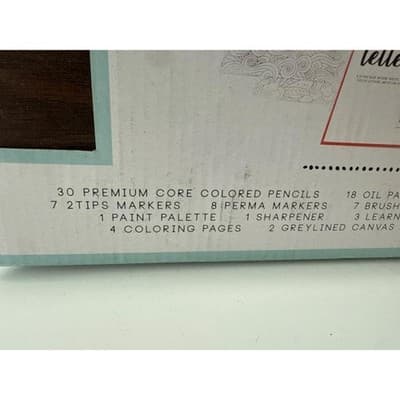 lette
30 PREMIUM CORE COLORED PENCILS 18 OIL PA
7 2TIPS MARKERS 8 PERMA MARKERS 7 BRUSH
1 PAINT PALETTE 1 SHARPENER 3 LEARN
4 COLORING PAGES 2 GREYLINED CANVAS